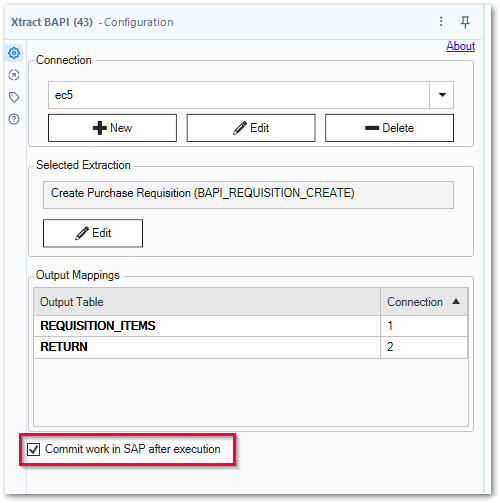 Xtract BAPI (43) - Configuration
About
Connection
ec5
New Edit Delete
Selected Extraction
Create Purchase Requisition (BAPI_REQUISITION_CREATE)
Edit
Output Mappings
Output Table Connection
REQUISITION_ITEMS 1
RETURN 2
Commit work in SAP after execution